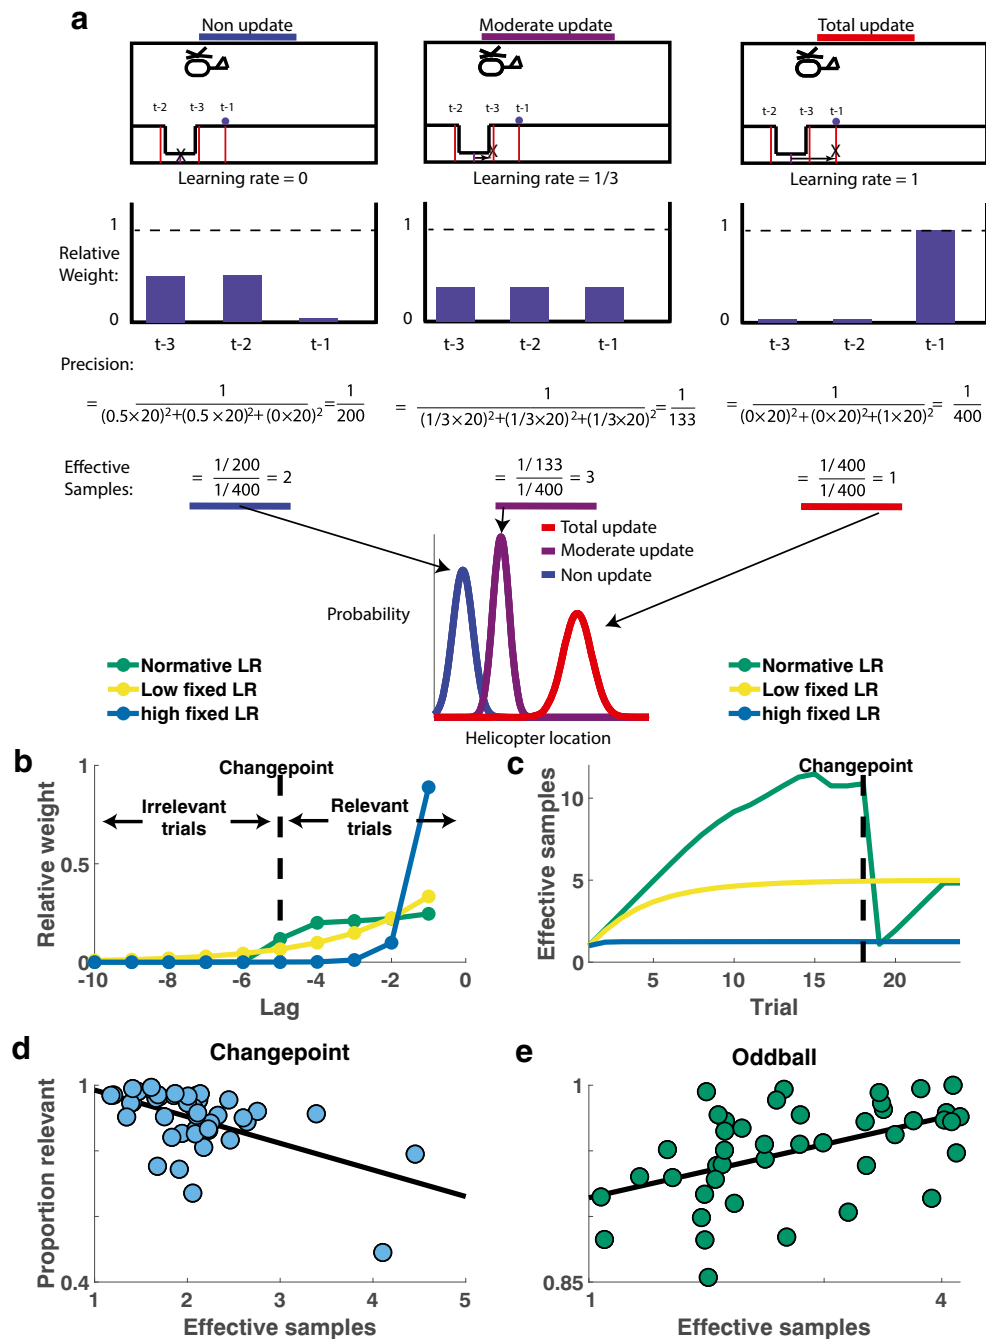 a
Non update
Moderate update
Total update
t-2 t-3 t-1
t-2 t-3 t-1
t-2 t-3 t-1
X
X
X
Learning rate = 0
Learning rate = 1/3
Learning rate = 1
Relative Weight:
1
0
1
0
1
0
t-3 t-2 t-1
t-3 t-2 t-1
t-3 t-2 t-1
Precision:
= 1 / (0.5×20)²+(0.5×20)²+(0×20)² = 1 / 200
= 1 / (1/3×20)²+(1/3×20)²+(1/3×20)² = 1 / 133
= 1 / (0×20)²+(0×20)²+(1×20)² = 1 / 400
Effective Samples:
= 1/200 / 1/400 = 2
= 1/133 / 1/400 = 3
= 1/400 / 1/400 = 1
Total update
Moderate update
Non update
Probability
Helicopter location
Normative LR
Low fixed LR
high fixed LR
Normative LR
Low fixed LR
high fixed LR
b
Changepoint
Irrelevant trials
Relevant trials
Relative weight
1
0.5
0
-10 -8 -6 -4 -2 0
Lag
c
Changepoint
Effective samples
10
5
0
5 10 15 20
Trial
d
Changepoint
Proportion relevant
1
0.4
1 2 3 4 5
Effective samples
e
Oddball
1
0.85
1 4
Effective samples